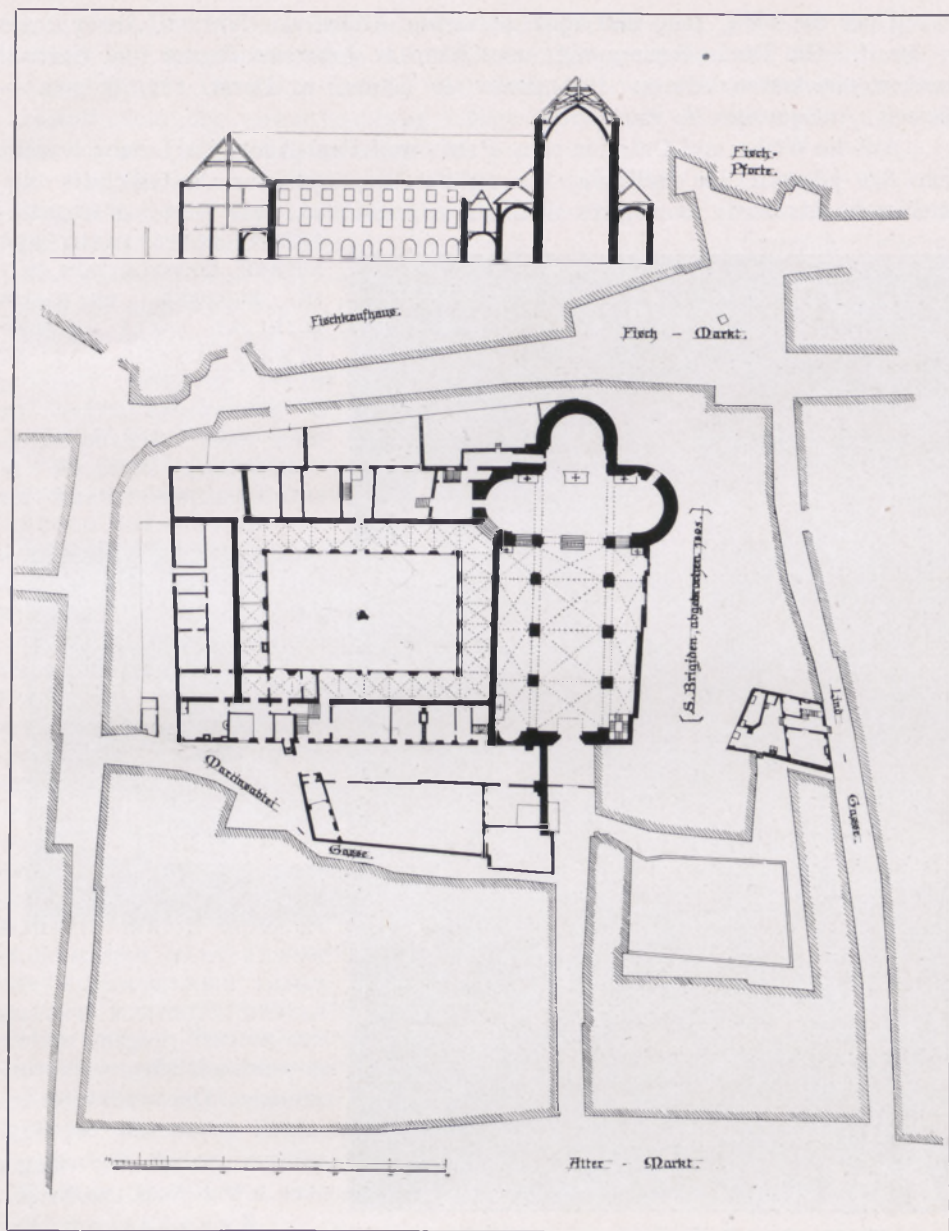 Fisch-
Pforte.
Fischkaufhaus.
Fisch - Markt.
[S. Brigiden, abgebrochen 1805.]
Lind - Gasse.
Martinsabtei - Gasse.
Alter - Markt.